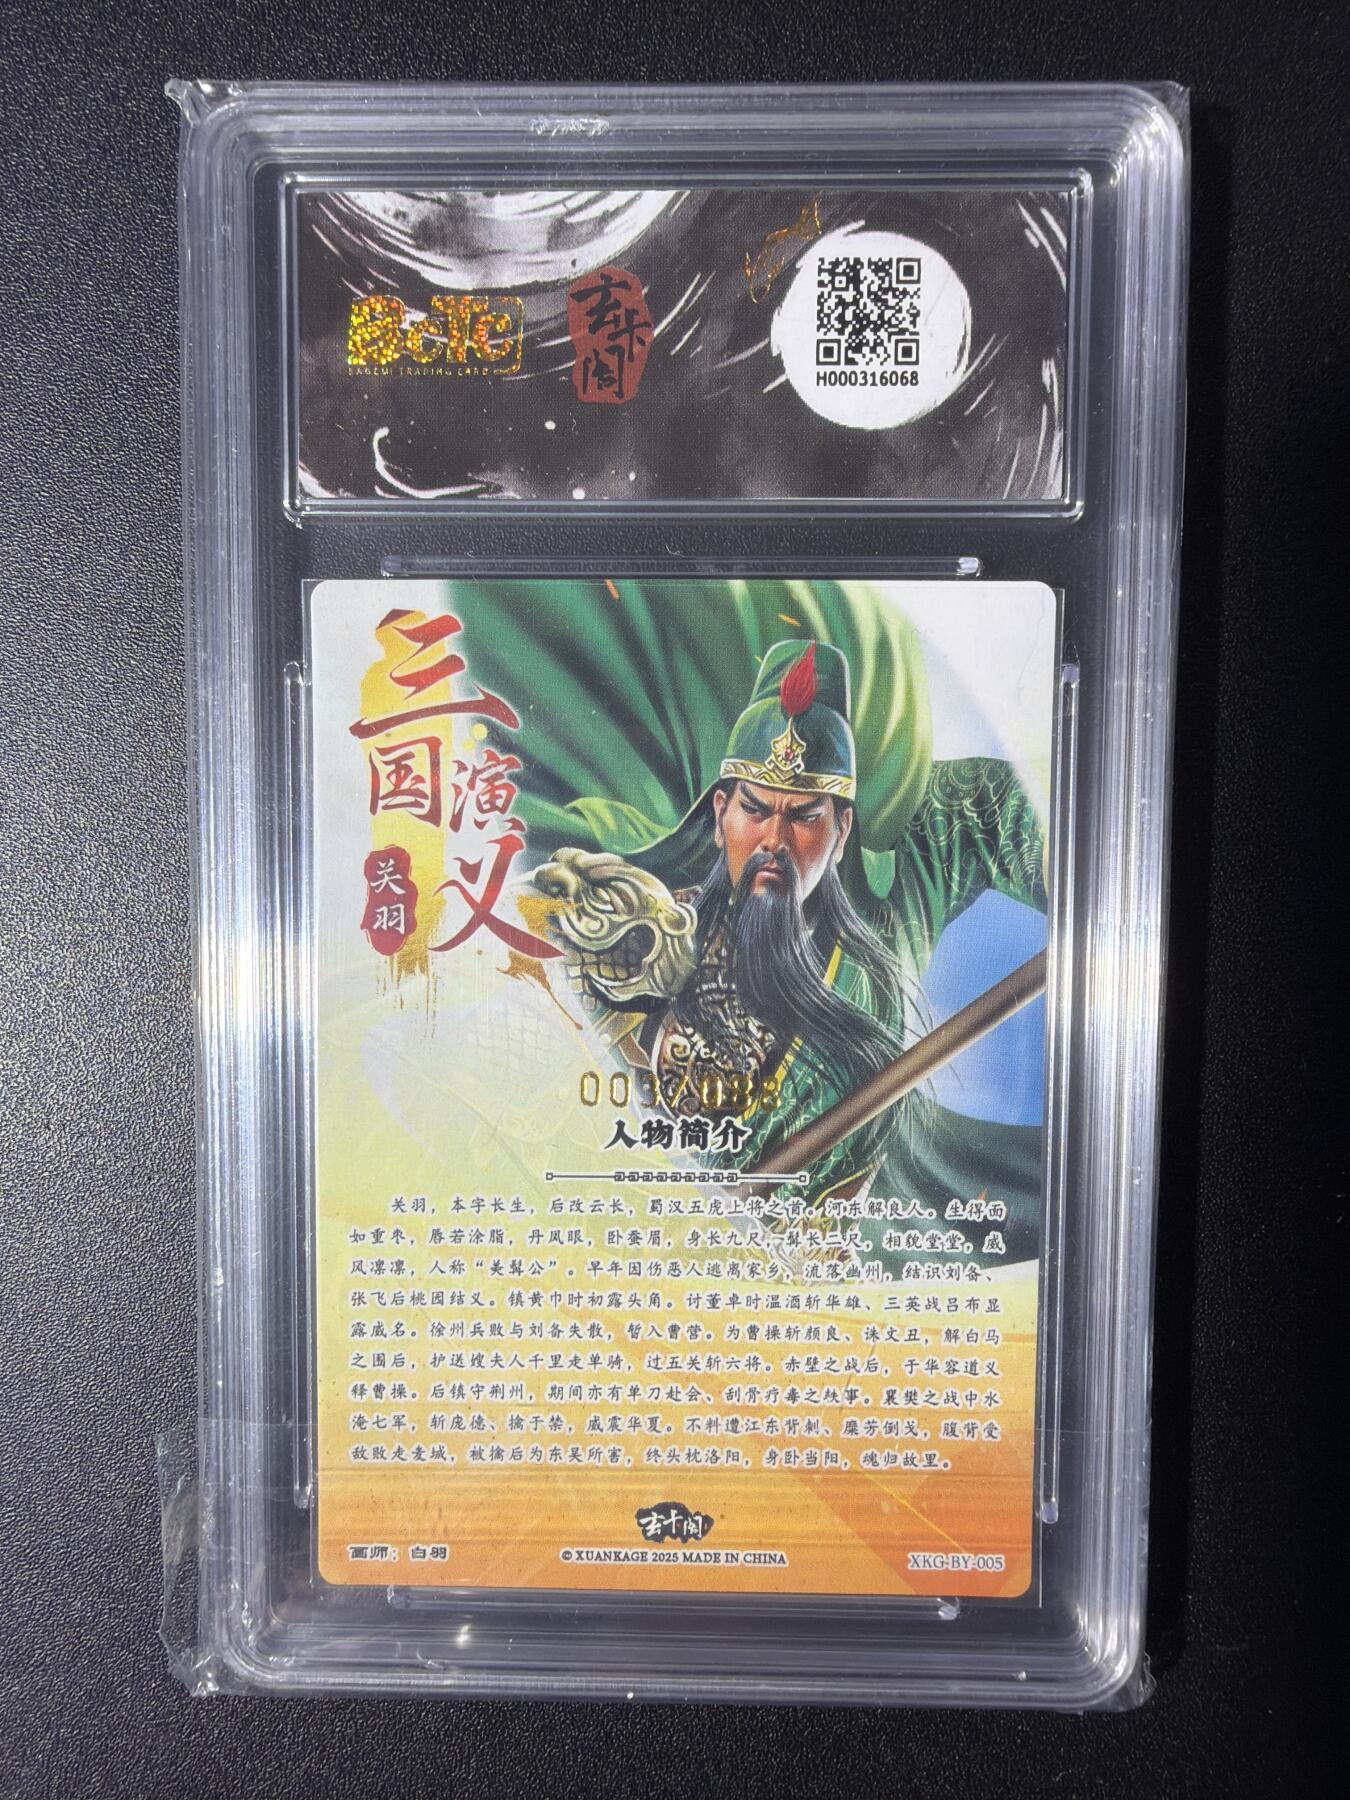 BcTc
BAOCUI TRADING CARD
玄卡阁
H000316068
三国演义
关羽
003/088
人物简介
关羽，本字长生，后改云长，蜀汉五虎上将之首。河东解良人。生得面
如重枣，唇若涂脂，丹凤眼，卧蚕眉，身长九尺，髯长二尺，相貌堂堂，威
风凛凛，人称“美髯公”。早年因伤恶人逃离家乡，流落幽州，结识刘备、
张飞后桃园结义。镇黄巾时初露头角。讨董卓时温酒斩华雄、三英战吕布显
露威名。徐州兵败与刘备失散，暂入曹营。为曹操斩颜良、诛文丑，解白马
之围后，护送嫂夫人千里走单骑，过五关斩六将。赤壁之战后，于华容道义
释曹操。后镇守荆州，期间亦有单刀赴会、刮骨疗毒之轶事。襄樊之战中水
淹七军，斩庞德、擒于禁，威震华夏。不料遭江东背刺、糜芳倒戈，腹背受
敌败走麦城，被擒后为东吴所害，终头枕洛阳，身卧当阳，魂归故里。
玄卡阁
画师：白羽
© XUANKAGE 2025 MADE IN CHINA
XKG-BY-005